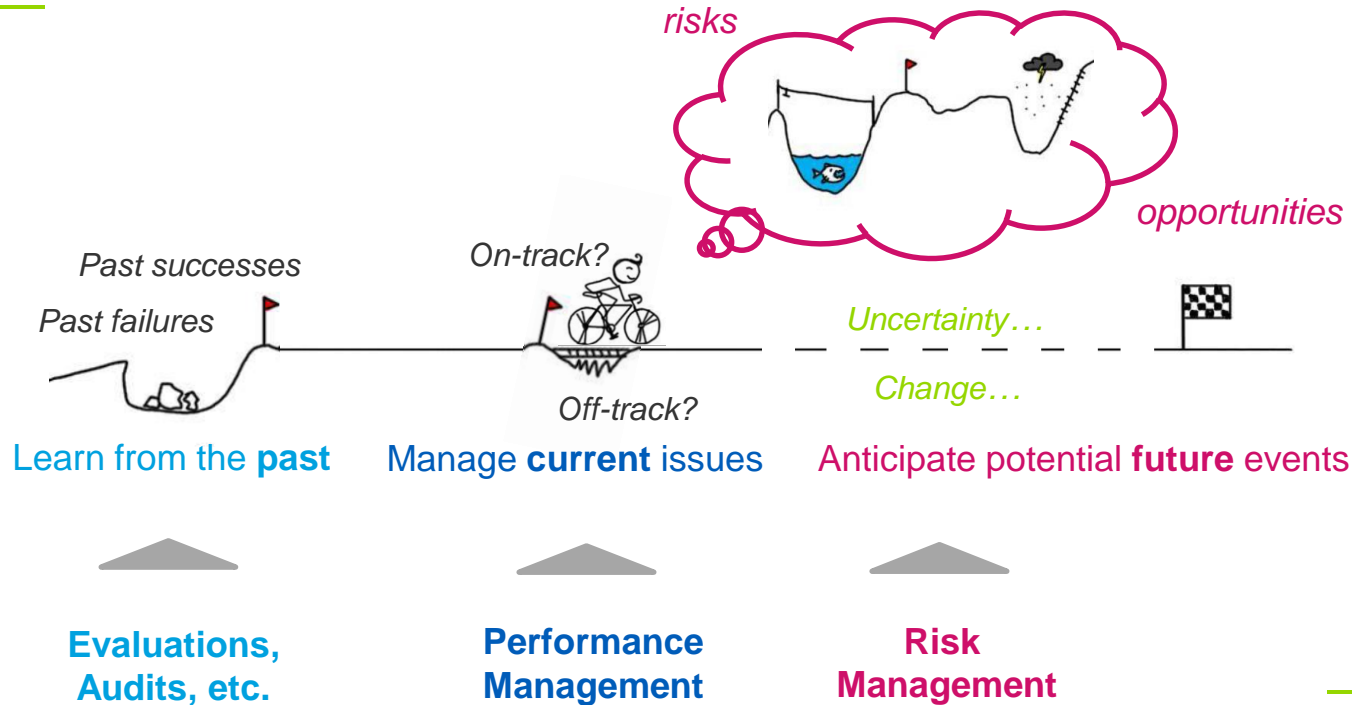 risks
opportunities
Past successes
Past failures
On-track?
Off-track?
Uncertainty…
Change…
Learn from the past
Manage current issues
Anticipate potential future events
Evaluations,
Audits, etc.
Performance
Management
Risk
Management